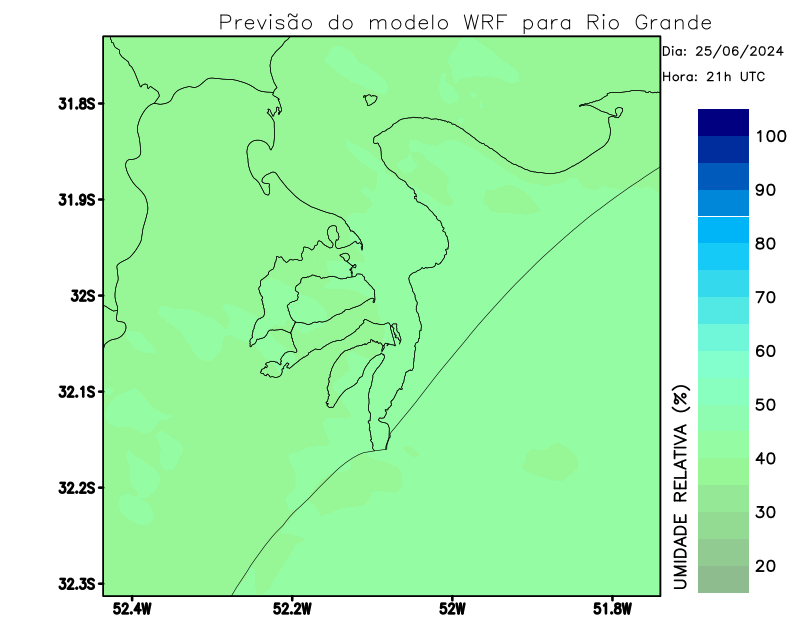 Previsão do modelo WRF para Rio Grande
Dia: 25/06/2024
Hora: 21h UTC
31.8S
31.9S
32S
32.1S
32.2S
32.3S
52.4W
52.2W
52W
51.8W
100
90
80
70
60
50
40
30
20
UMIDADE RELATIVA (%)